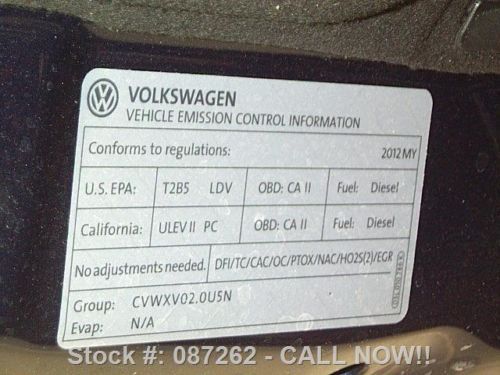 VOLKSWAGEN
VEHICLE EMISSION CONTROL INFORMATION
Conforms to regulations: 2012 MY
U.S. EPA: T2B5 LDV OBD: CA II Fuel: Diesel
California: ULEV II PC OBD: CA II Fuel: Diesel
No adjustments needed. DFI/TC/CAC/OC/PTOX/NAC/HO2S(2)/EGR
Group: CVWXV02.0U5N
Evap: N/A
Stock #: 087262 - CALL NOW!!